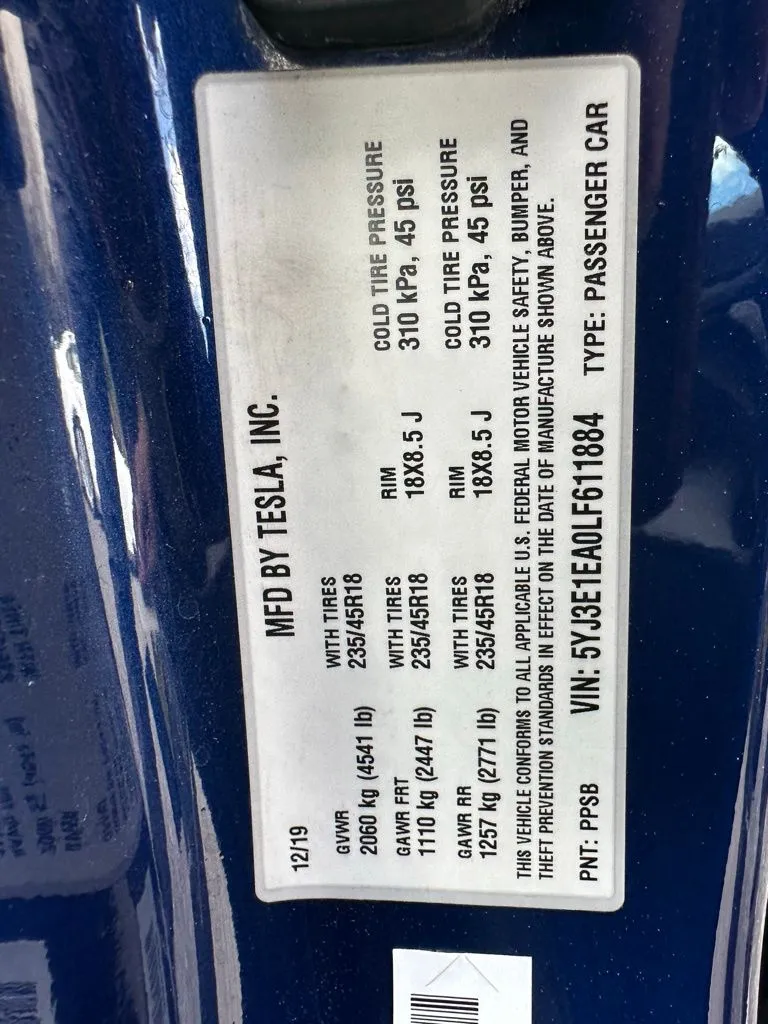 MFD BY TESLA, INC.
12/19
GVWR WITH TIRES
2060 kg (4541 lb) 235/45R18
GAWR FRT WITH TIRES RIM COLD TIRE PRESSURE
1110 kg (2447 lb) 235/45R18 18X8.5 J 310 kPa, 45 psi
GAWR RR WITH TIRES RIM COLD TIRE PRESSURE
1257 kg (2771 lb) 235/45R18 18X8.5 J 310 kPa, 45 psi
THIS VEHICLE CONFORMS TO ALL APPLICABLE U.S. FEDERAL MOTOR VEHICLE SAFETY, BUMPER, AND
THEFT PREVENTION STANDARDS IN EFFECT ON THE DATE OF MANUFACTURE SHOWN ABOVE.
PNT: PPSB VIN: 5YJ3E1EA0LF611884 TYPE: PASSENGER CAR